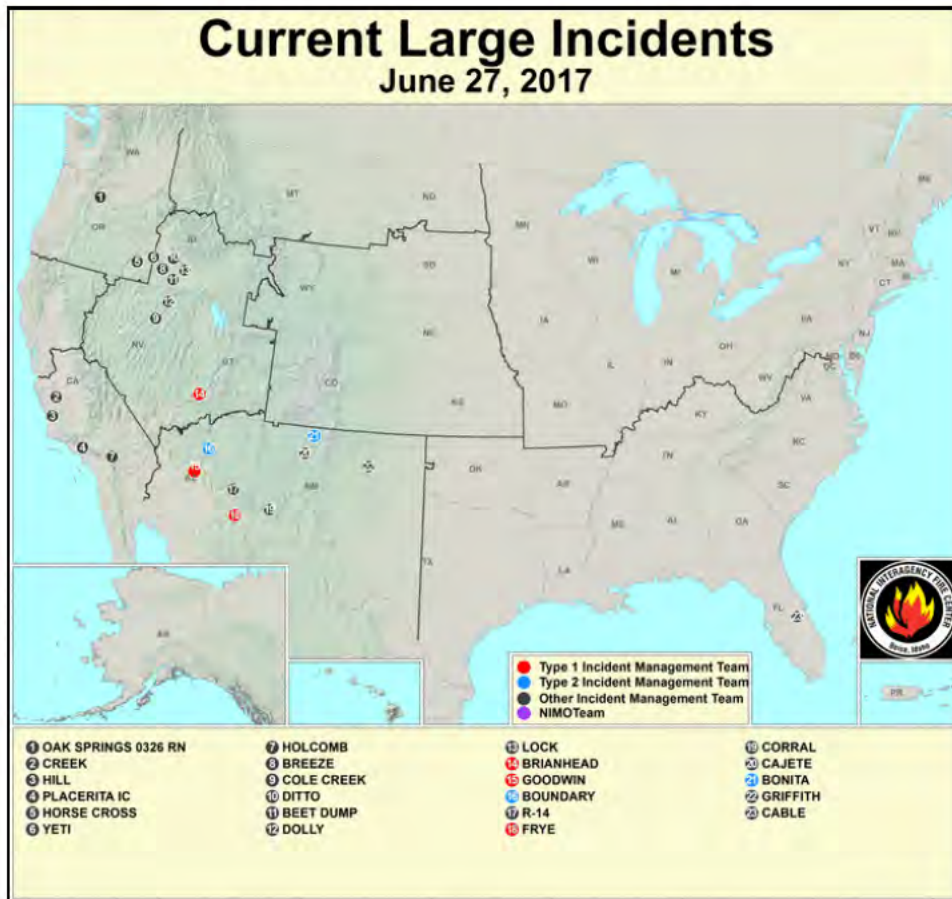 Current Large Incidents
June 27, 2017
WA
MT
ND
ME
OR
ID
MN
VT
NH
SD
WI
NY
MA
RI
WY
MI
CT
IA
PA
NE
NJ
NV
UT
OH
IL
IN
MD
DE
DC
CO
WV
CA
VA
KS
MO
KY
NC
TN
OK
AZ
NM
AR
SC
MS
AL
GA
TX
LA
FL
AK
PR
NATIONAL INTERAGENCY FIRE CENTER
Boise, Idaho
Type 1 Incident Management Team
Type 2 Incident Management Team
Other Incident Management Team
NIMOTeam
1 OAK SPRINGS 0326 RN
2 CREEK
3 HILL
4 PLACERITA IC
5 HORSE CROSS
6 YETI
7 HOLCOMB
8 BREEZE
9 COLE CREEK
10 DITTO
11 BEET DUMP
12 DOLLY
13 LOCK
14 BRIANHEAD
15 GOODWIN
16 BOUNDARY
17 R-14
18 FRYE
19 CORRAL
20 CAJETE
21 BONITA
22 GRIFFITH
23 CABLE